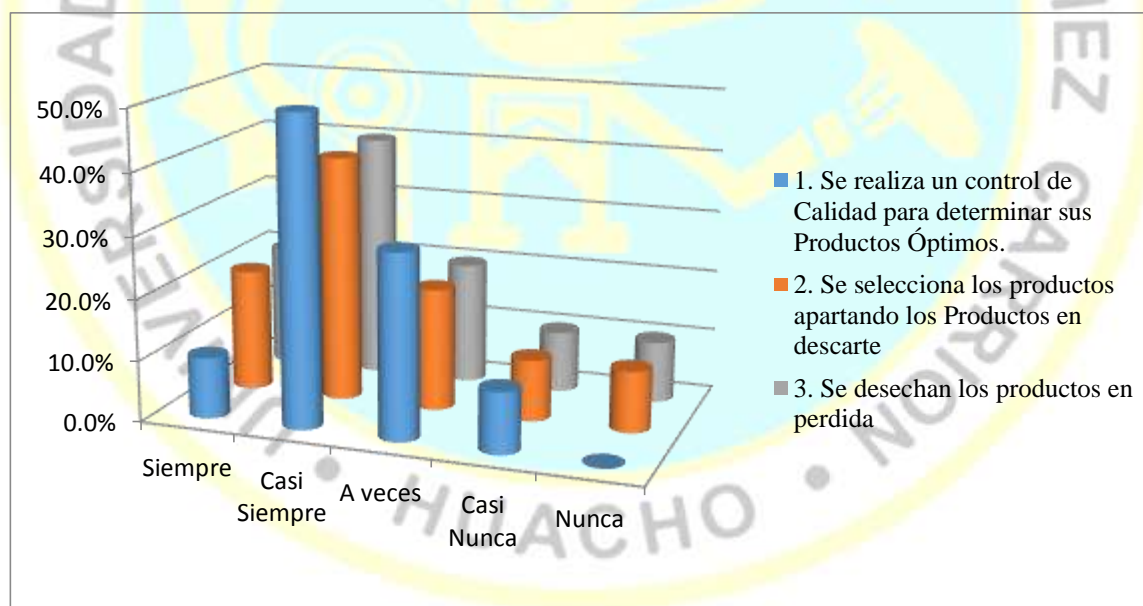 50.0%
40.0%
30.0%
20.0%
10.0%
0.0%
Siempre
Casi
Siempre
A veces
Casi
Nunca
Nunca
1. Se realiza un control de
Calidad para determinar sus
Productos Óptimos.
2. Se selecciona los productos
apartando los Productos en
descarte
3. Se desechan los productos en
perdida
CARRION • HUACHO •